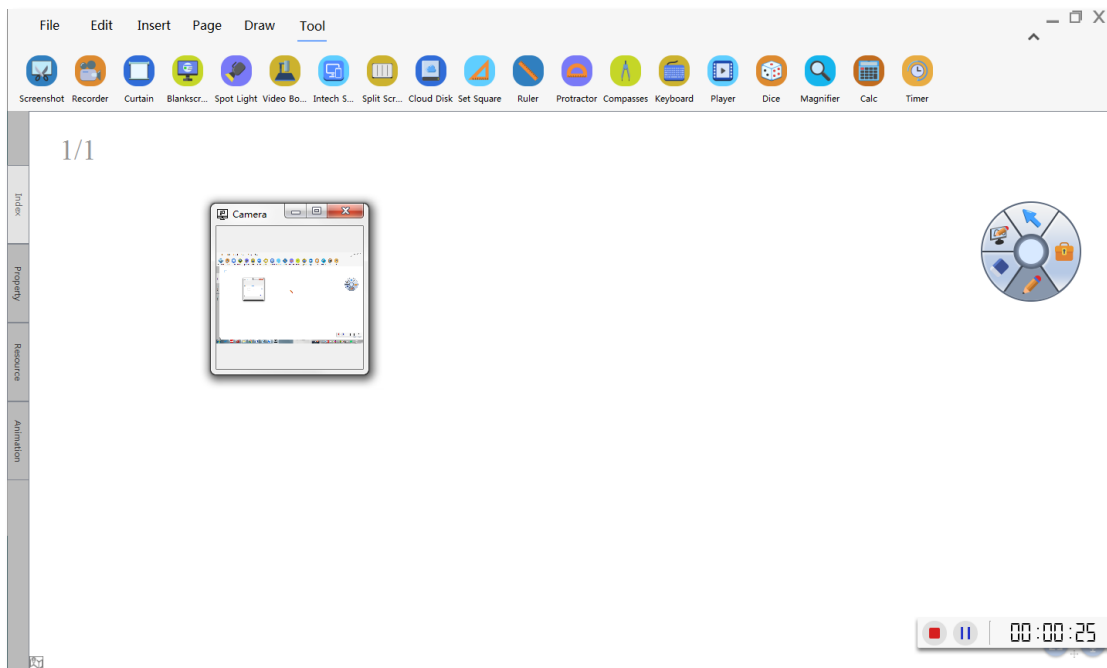 File Edit Insert Page Draw Tool
Screenshot Recorder Curtain Blankscr... Spot Light Video Bo... Intech S... Split Scr... Cloud Disk Set Square Ruler Protractor Compasses Keyboard Player Dice Magnifier Calc Timer
1/1
Index
Camera
Property
Resource
Animation
00:00:25